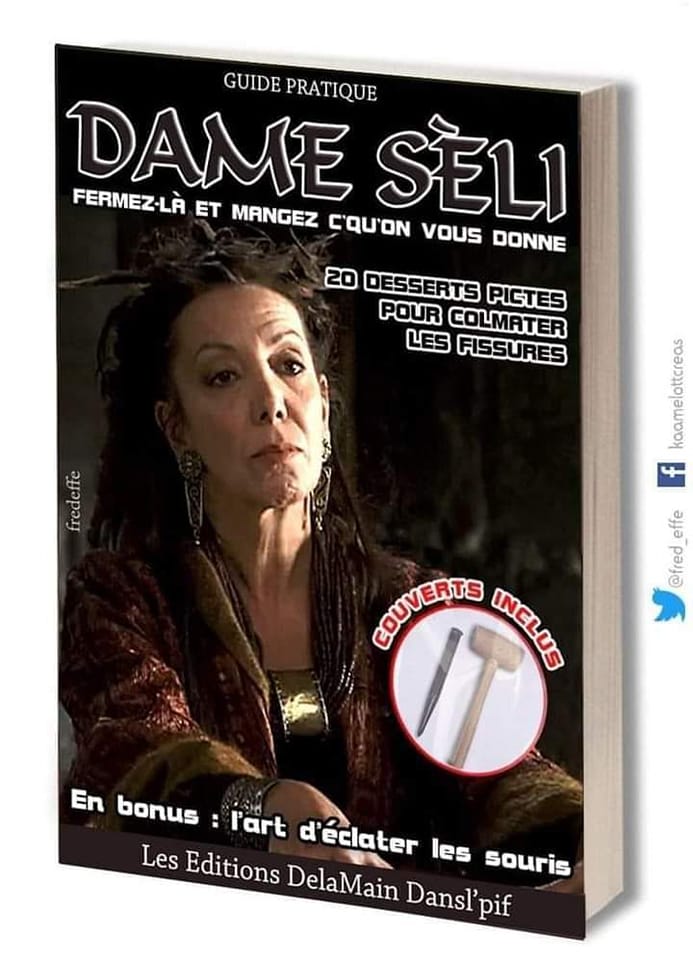 GUIDE PRATIQUE
DAME SÈLI
FERMEZ-LÀ ET MANGEZ C'QU'ON VOUS DONNE
20 DESSERTS PICTES
POUR COLMATER
LES FISSURES
fredeffe
COUVERTS INCLUS
En bonus : l'art d'éclater les souris
Les Editions DelaMain Dansl'pif
@fred_effe
kaamelottcreas